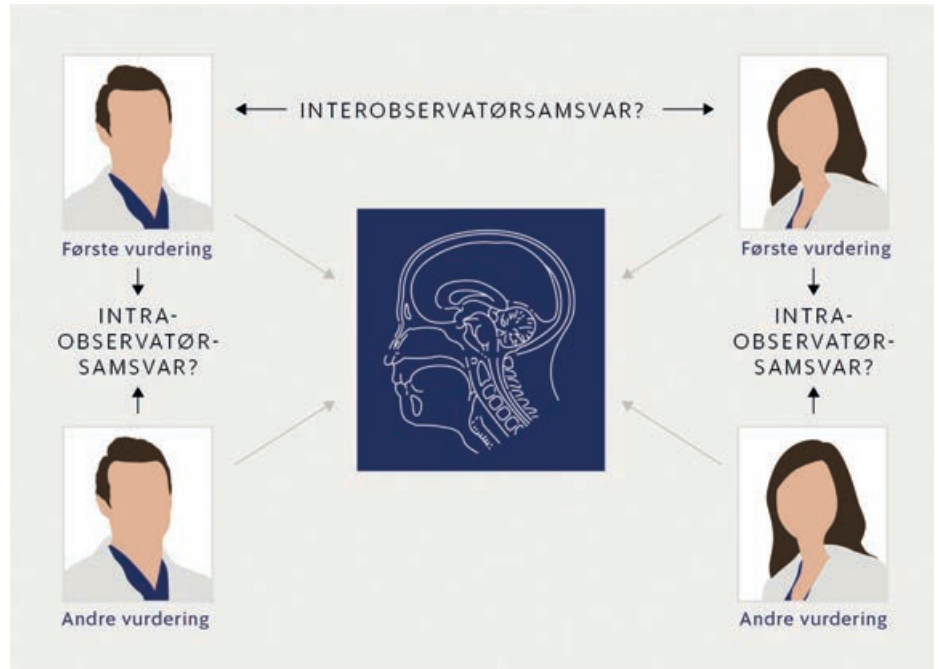 INTEROBSERVATØRSAMSVAR?
Første vurdering
Første vurdering
INTRA-
OBSERVATØR-
SAMSVAR?
INTRA-
OBSERVATØR-
SAMSVAR?
Andre vurdering
Andre vurdering